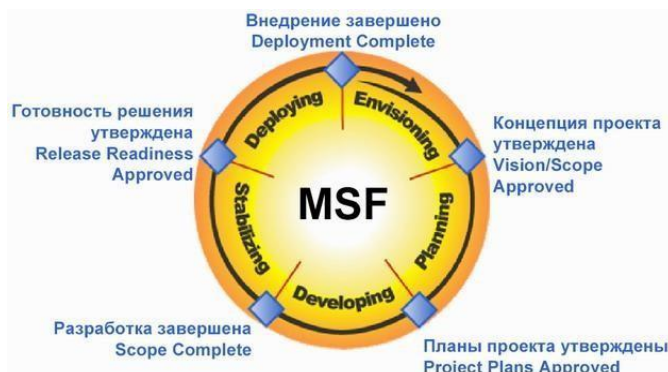 Внедрение завершено
Deployment Complete
Готовность решения
утверждена
Release Readiness
Approved
Deploying
Envisioning
Концепция проекта
утверждена
Vision/Scope
Approved
MSF
Stabilizing
Planning
Developing
Разработка завершена
Scope Complete
Планы проекта утверждены
Project Plans Approved